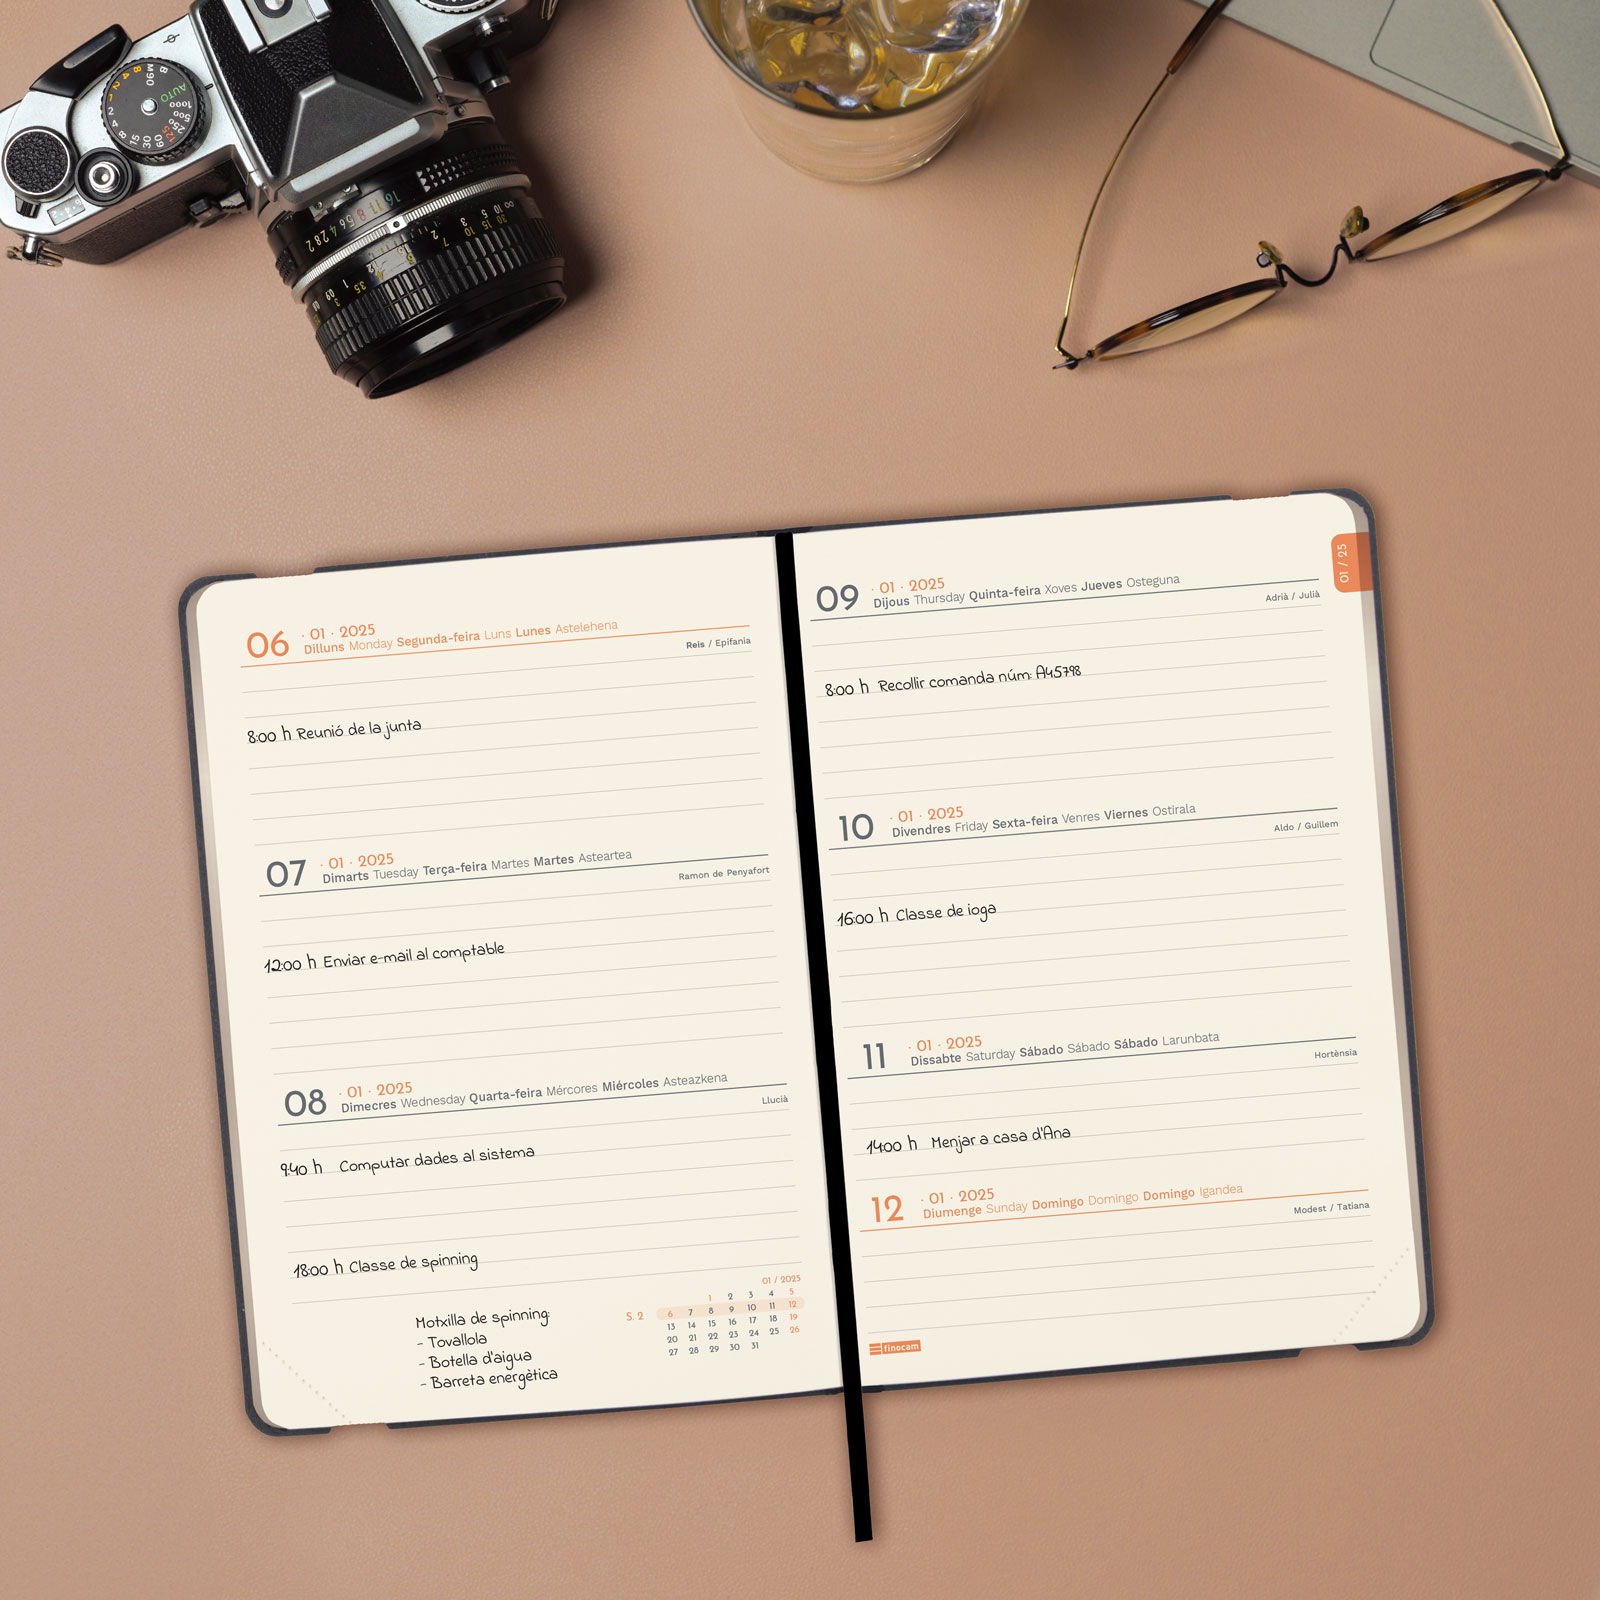 06 · 01 · 2025
Dilluns Monday Segunda-feira Luns Lunes Astelehena
Reis / Epifania
8:00 h Reunió de la junta
07 · 01 · 2025
Dimarts Tuesday Terça-feira Martes Martes Asteartea
Ramon de Penyafort
12:00 h Enviar e-mail al comptable
08 · 01 · 2025
Dimecres Wednesday Quarta-feira Mércores Miércoles Asteazkena
Llucià
9:40 h Computar dades al sistema
18:00 h Classe de spinning
Motxilla de spinning:
- Tovallola
- Botella d'aigua
- Barreta energètica
01 / 2025
1 2 3 4 5
S. 2 6 7 8 9 10 11 12
13 14 15 16 17 18 19
20 21 22 23 24 25 26
27 28 29 30 31
01 / 25
09 · 01 · 2025
Dijous Thursday Quinta-feira Xoves Jueves Osteguna
Adrià / Julià
8:00 h Recollir comanda núm: A45798
10 · 01 · 2025
Divendres Friday Sexta-feira Venres Viernes Ostirala
Aldo / Guillem
16:00 h Classe de ioga
11 · 01 · 2025
Dissabte Saturday Sábado Sábado Sábado Larunbata
Hortènsia
14:00 h Menjar a casa d'Ana
12 · 01 · 2025
Diumenge Sunday Domingo Domingo Domingo Igandea
Modest / Tatiana
finocam
AUTO